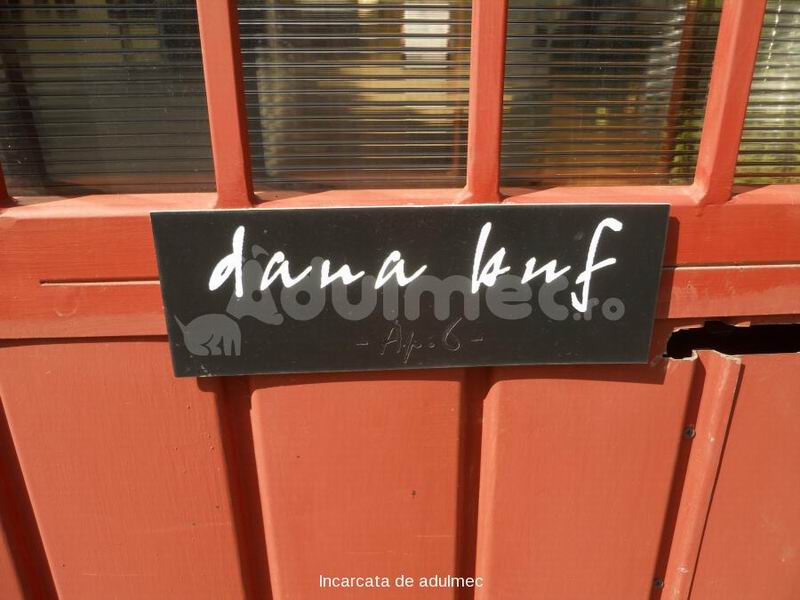 dana kuf
Adulmec.ro
- Ap. 6 -
Incarcata de adulmec